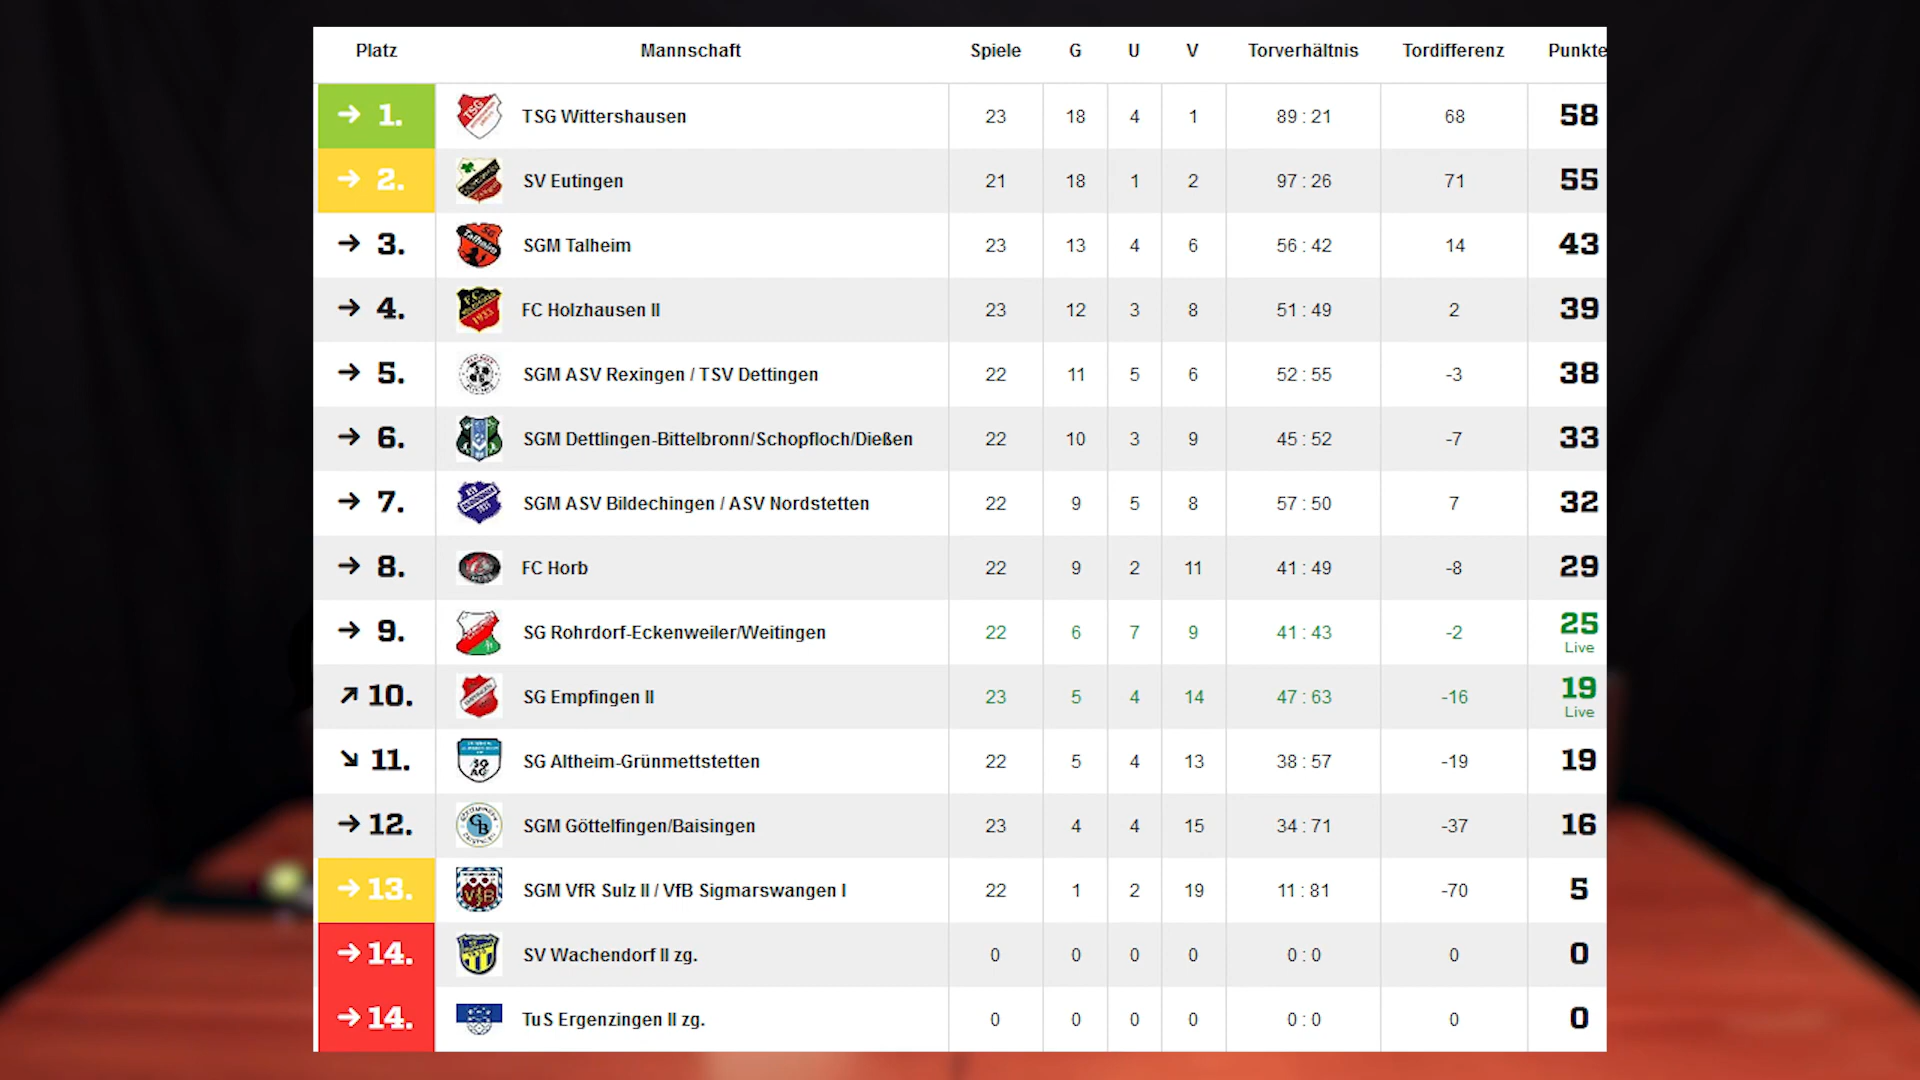 Platz Mannschaft Spiele G U V Torverhältnis Tordifferenz Punkte
1. TSG Wittershausen 23 18 4 1 89 : 21 68 58
2. SV Eutingen 21 18 1 2 97 : 26 71 55
3. SGM Talheim 23 13 4 6 56 : 42 14 43
4. FC Holzhausen II 23 12 3 8 51 : 49 2 39
5. SGM ASV Rexingen / TSV Dettingen 22 11 5 6 52 : 55 -3 38
6. SGM Dettlingen-Bittelbronn/Schopfloch/Dießen 22 10 3 9 45 : 52 -7 33
7. SGM ASV Bildechingen / ASV Nordstetten 22 9 5 8 57 : 50 7 32
8. FC Horb 22 9 2 11 41 : 49 -8 29
9. SG Rohrdorf-Eckenweiler/Weitingen 22 6 7 9 41 : 43 -2 25
Live
10. SG Empfingen II 23 5 4 14 47 : 63 -16 19
Live
11. SG Altheim-Grünmettstetten 22 5 4 13 38 : 57 -19 19
12. SGM Göttelfingen/Baisingen 23 4 4 15 34 : 71 -37 16
13. SGM VfR Sulz II / VfB Sigmarswangen I 22 1 2 19 11 : 81 -70 5
14. SV Wachendorf II zg. 0 0 0 0 0 : 0 0 0
14. TuS Ergenzingen II zg. 0 0 0 0 0 : 0 0 0